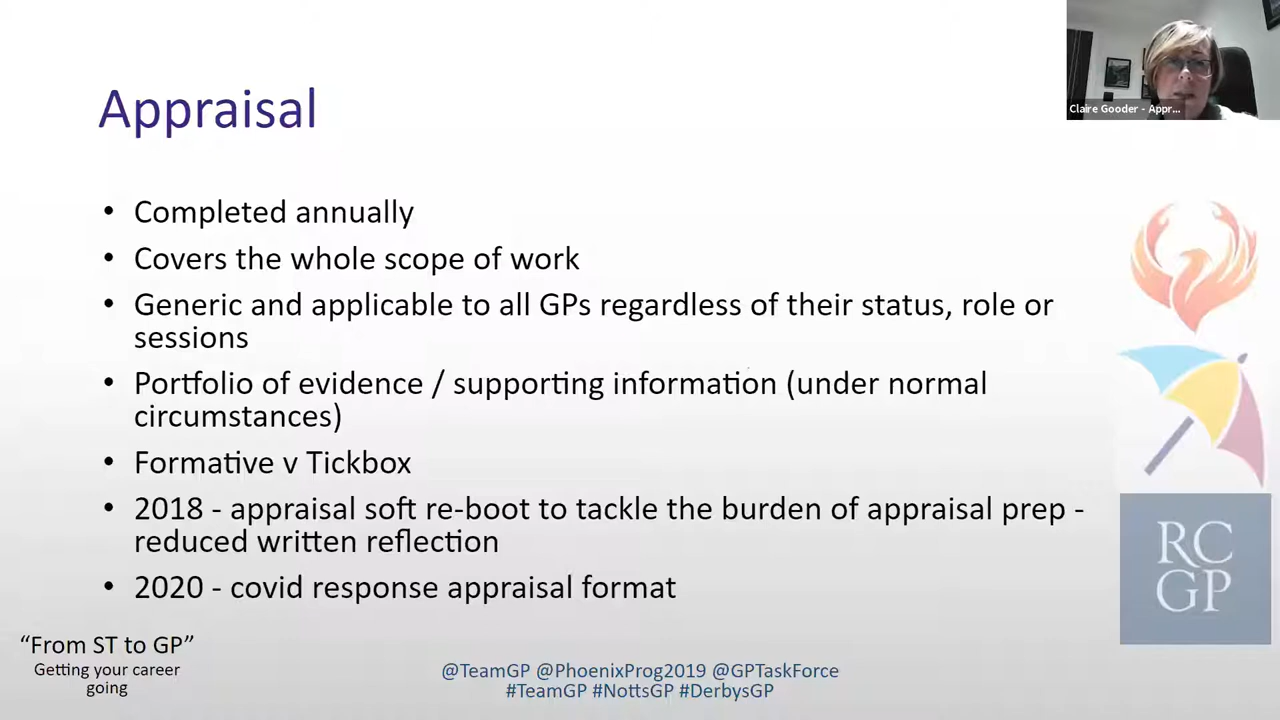 Appraisal
Claire Gooder - Appr...
• Completed annually
• Covers the whole scope of work
• Generic and applicable to all GPs regardless of their status, role or
sessions
• Portfolio of evidence / supporting information (under normal
circumstances)
• Formative v Tickbox
• 2018 - appraisal soft re-boot to tackle the burden of appraisal prep -
reduced written reflection
• 2020 - covid response appraisal format
RC
GP
“From ST to GP”
Getting your career
going
@TeamGP @PhoenixProg2019 @GPTaskForce
#TeamGP #NottsGP #DerbysGP